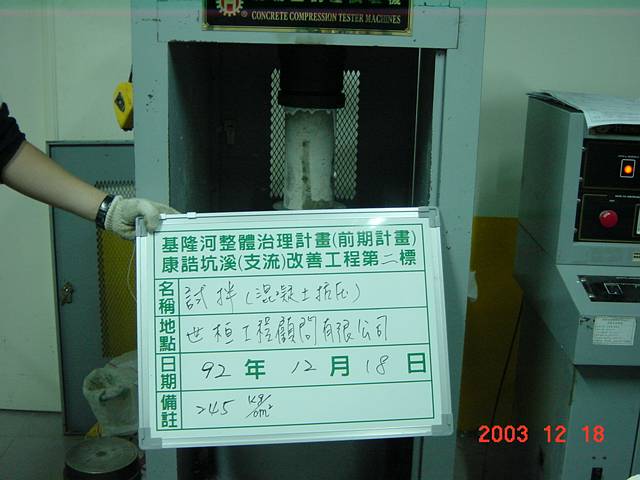 CONCRETE COMPRESSION TESTER MACHINES
基隆河整體治理計畫(前期計畫)
康誥坑溪(支流)改善工程第二標
名稱 試拌(混凝土抗壓)
地點 世桓工程顧問有限公司
日期 92 年 12 月 18 日
備註 245 kg/cm²
2003 12 18